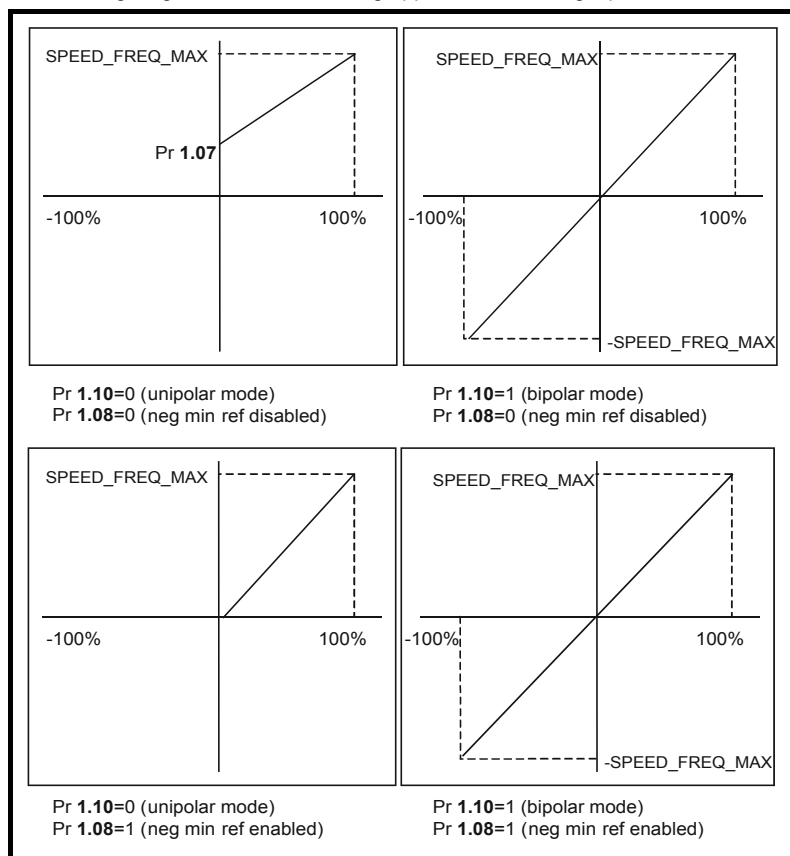 SPEED_FREQ_MAX
Pr 1.07
-100%
100%
SPEED_FREQ_MAX
-100%
100%
-SPEED_FREQ_MAX
Pr 1.10=0 (unipolar mode)
Pr 1.08=0 (neg min ref disabled)
Pr 1.10=1 (bipolar mode)
Pr 1.08=0 (neg min ref disabled)
SPEED_FREQ_MAX
-100%
100%
SPEED_FREQ_MAX
-100%
100%
-SPEED_FREQ_MAX
Pr 1.10=0 (unipolar mode)
Pr 1.08=1 (neg min ref enabled)
Pr 1.10=1 (bipolar mode)
Pr 1.08=1 (neg min ref enabled)